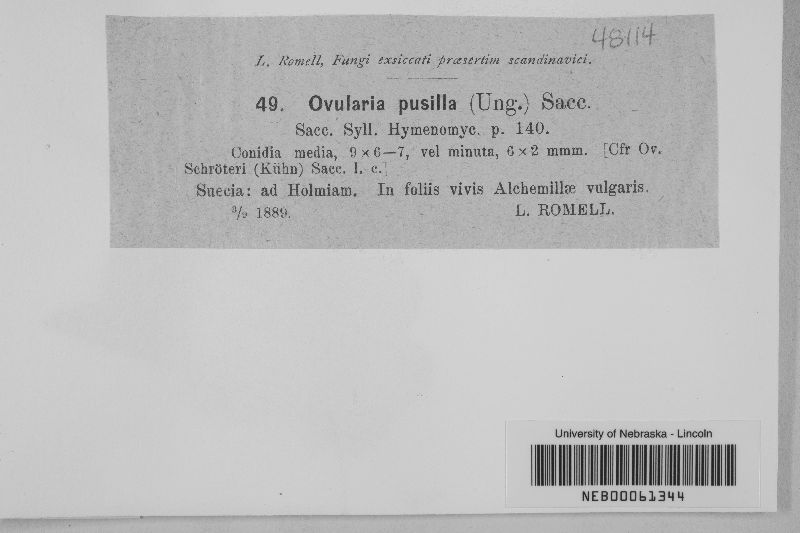 48114
L. Romell, Fungi exsiccati præsertim scandinavici.
49. Ovularia pusilla (Ung.) Sacc.
Sacc. Syll. Hymenomyc. p. 140.
Conidia media, 9 × 6—7, vel minuta, 6 × 2 mmm. [Cfr Ov.
Schröteri (Kühn) Sacc. l. c.]
Suecia: ad Holmiam. In foliis vivis Alchemillæ vulgaris.
1889. L. ROMELL.
University of Nebraska - Lincoln
NEB00061344